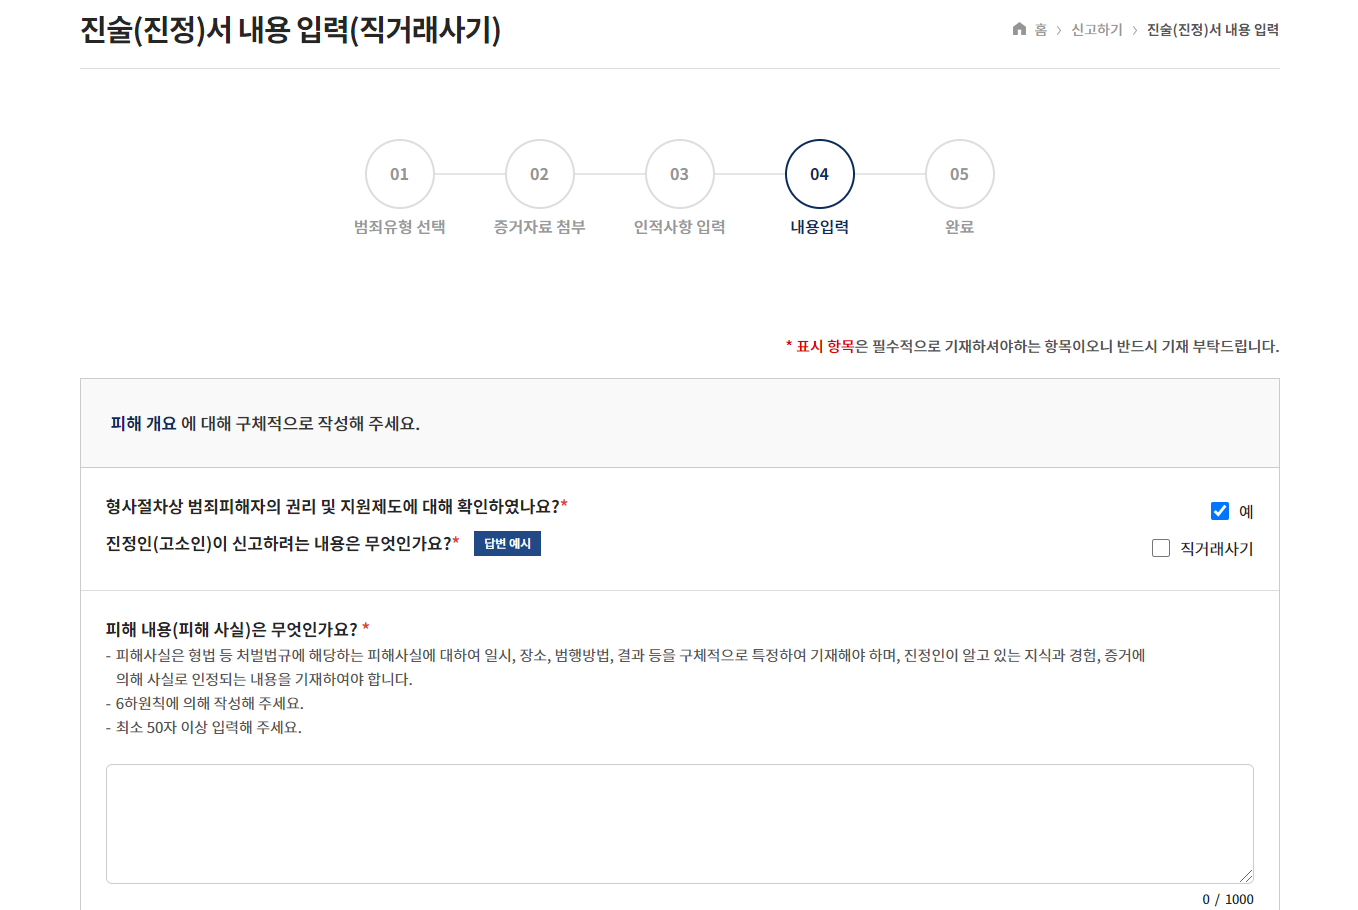 진술(진정)서 내용 입력(직거래사기)
홈 > 신고하기 > 진술(진정)서 내용 입력
01 02 03 04 05
범죄유형 선택 증거자료 첨부 인적사항 입력 내용입력 완료
* 표시 항목은 필수적으로 기재하셔야하는 항목이오니 반드시 기재 부탁드립니다.
피해 개요 에 대해 구체적으로 작성해 주세요.
형사절차상 범죄피해자의 권리 및 지원제도에 대해 확인하였나요?* 예
진정인(고소인)이 신고하려는 내용은 무엇인가요?* 답변 예시 직거래사기
피해 내용(피해 사실)은 무엇인가요? *
- 피해사실은 형법 등 처벌법규에 해당하는 피해사실에 대하여 일시, 장소, 범행방법, 결과 등을 구체적으로 특정하여 기재해야 하며, 진정인이 알고 있는 지식과 경험, 증거에
의해 사실로 인정되는 내용을 기재하여야 합니다.
- 6하원칙에 의해 작성해 주세요.
- 최소 50자 이상 입력해 주세요.
0 / 1000